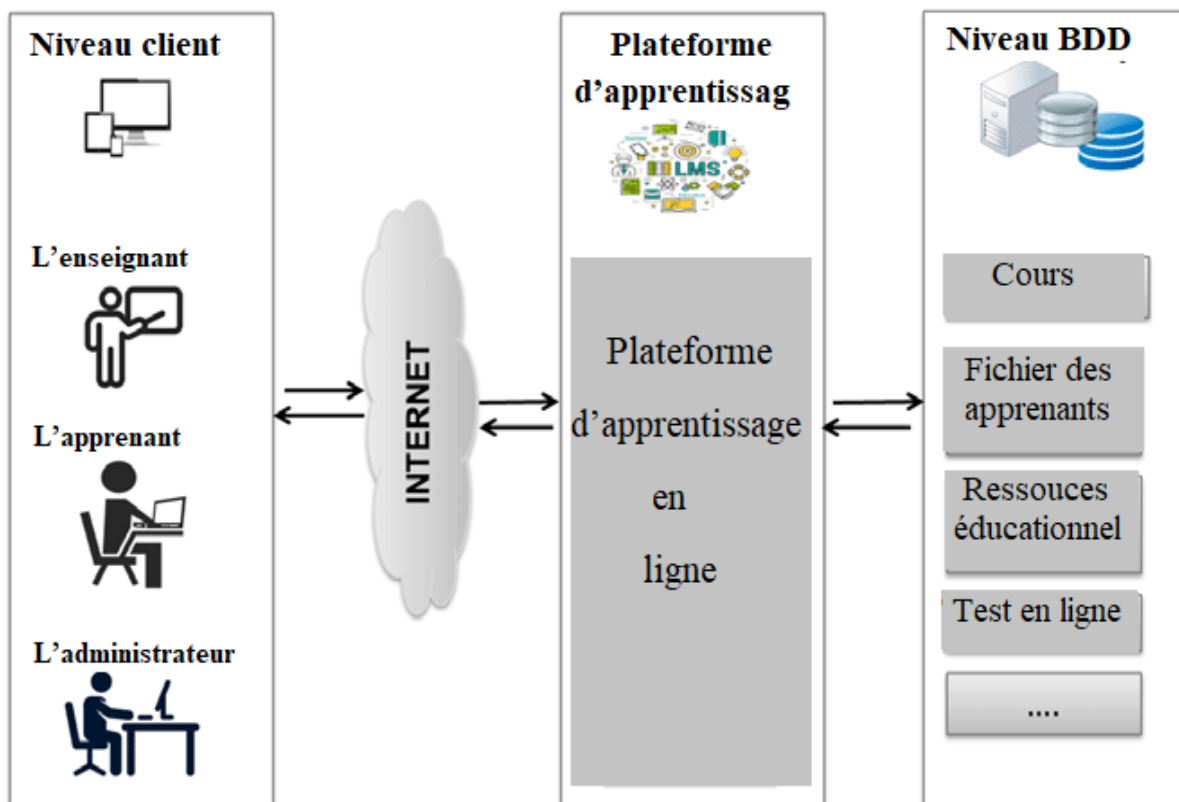 Niveau client
L'enseignant
L'apprenant
L'administrateur
INTERNET
Plateforme
d'apprentissag
LMS
Plateforme
d'apprentissage
en
ligne
Niveau BDD
Cours
Fichier des
apprenants
Ressouces
éducationnel
Test en ligne
....